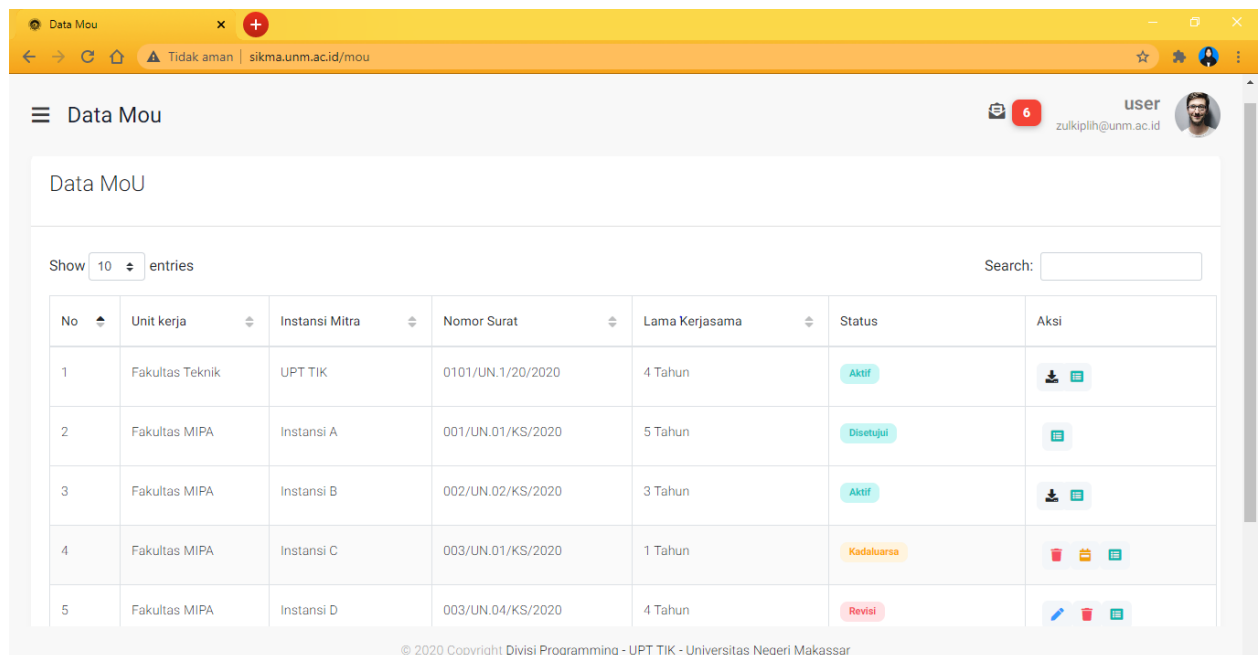 Data Mou
Tidak aman | sikma.unm.ac.id/mou
Data Mou
6
user
zulkiplih@unm.ac.id
Data MoU
Show 10 entries
Search:
No Unit kerja Instansi Mitra Nomor Surat Lama Kerjasama Status Aksi
1 Fakultas Teknik UPT TIK 0101/UN.1/20/2020 4 Tahun Aktif
2 Fakultas MIPA Instansi A 001/UN.01/KS/2020 5 Tahun Disetujui
3 Fakultas MIPA Instansi B 002/UN.02/KS/2020 3 Tahun Aktif
4 Fakultas MIPA Instansi C 003/UN.01/KS/2020 1 Tahun Kadaluarsa
5 Fakultas MIPA Instansi D 003/UN.04/KS/2020 4 Tahun Revisi
© 2020 Copyright Divisi Programming - UPT TIK - Universitas Negeri Makassar